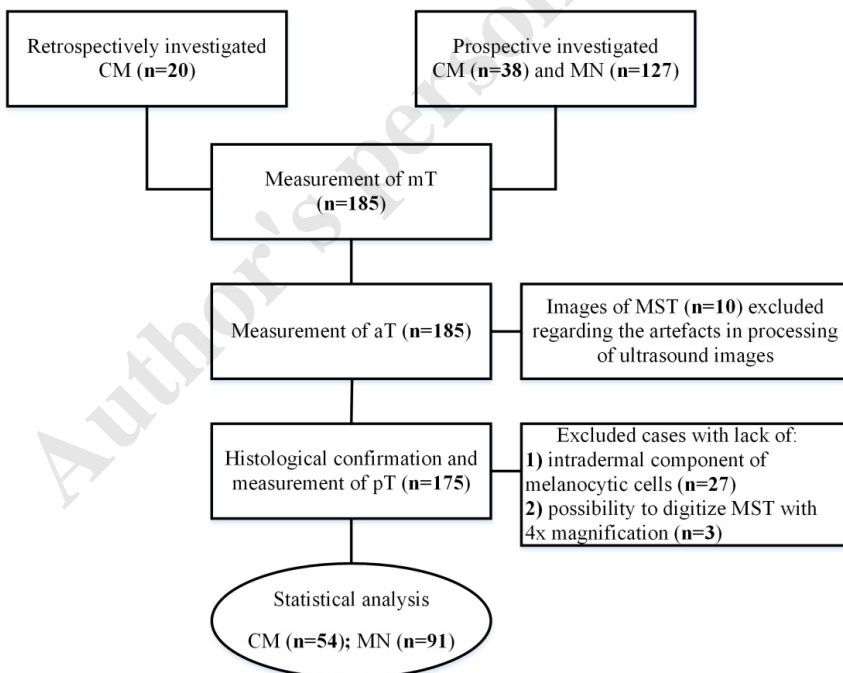 Retrospectively investigated
CM (n=20)
Prospective investigated
CM (n=38) and MN (n=127)
Measurement of mT
(n=185)
Measurement of aT (n=185)
Images of MST (n=10) excluded
regarding the artefacts in processing
of ultrasound images
Histological confirmation and
measurement of pT (n=175)
Excluded cases with lack of:
1) intradermal component of
melanocytic cells (n=27)
2) possibility to digitize MST with
4x magnification (n=3)
Statistical analysis
CM (n=54); MN (n=91)
Author's person